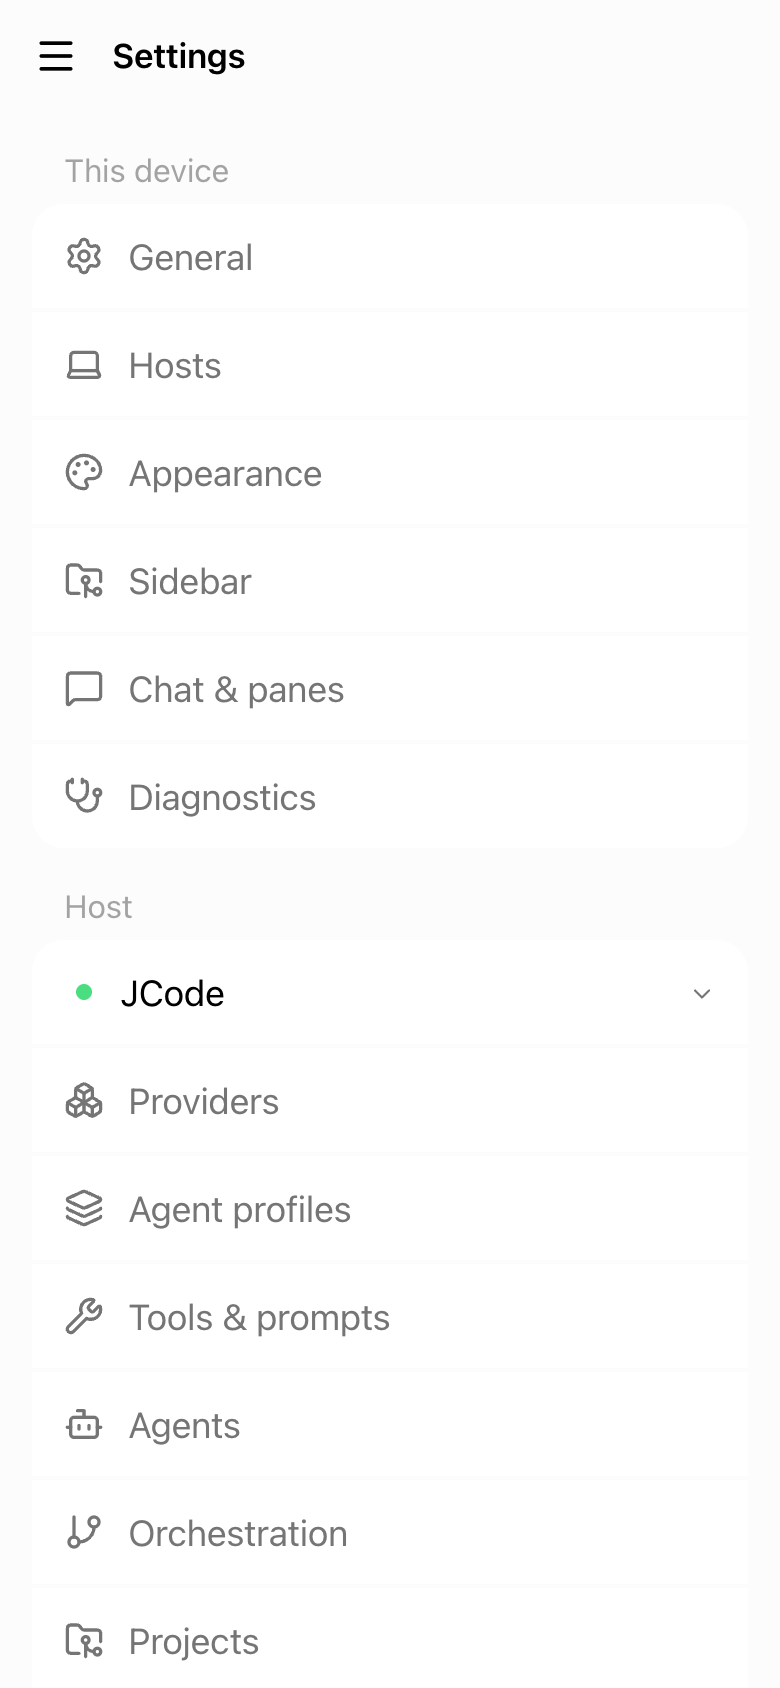 Settings
This device
General
Hosts
Appearance
Sidebar
Chat & panes
Diagnostics
Host
JCode
Providers
Agent profiles
Tools & prompts
Agents
Orchestration
Projects